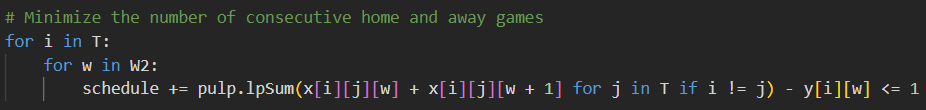 # Minimize the number of consecutive home and away games
for i in T:
    for w in W2:
        schedule += pulp.lpSum(x[i][j][w] + x[i][j][w + 1] for j in T if i != j) - y[i][w] <= 1